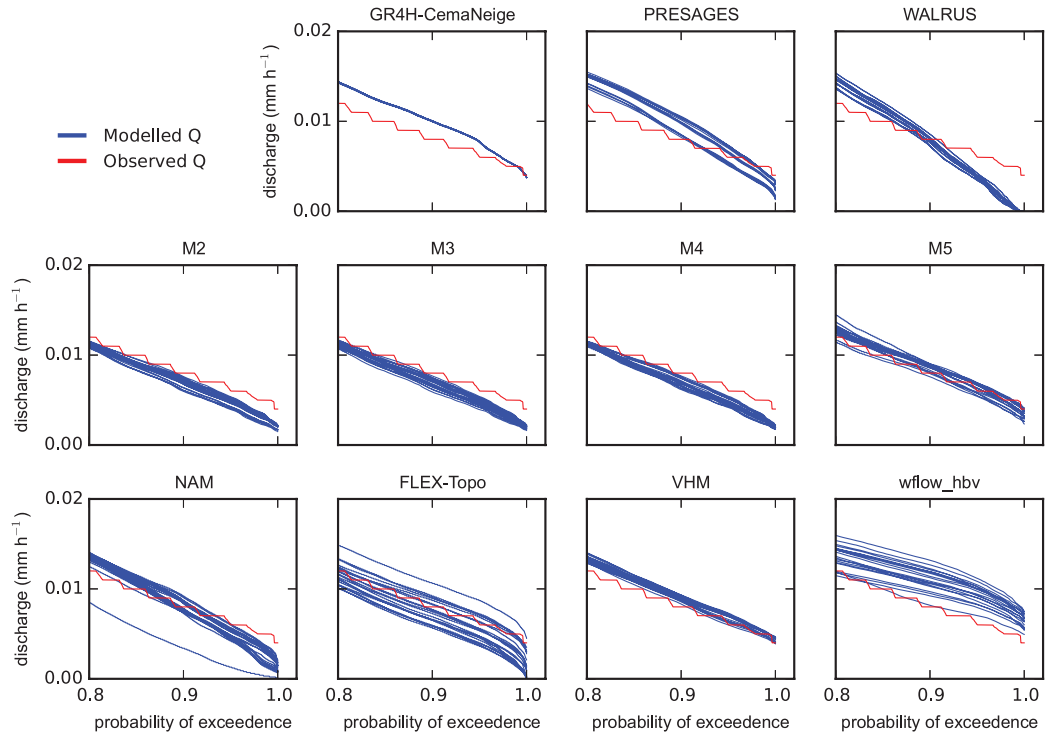 GR4H-CemaNeige PRESAGES WALRUS
0.02
0.01
0.00
discharge (mm h⁻¹)
Modelled Q
Observed Q
M2 M3 M4 M5
0.02
0.01
0.00
discharge (mm h⁻¹)
NAM FLEX-Topo VHM wflow_hbv
0.02
0.01
0.00
discharge (mm h⁻¹)
0.8 0.9 1.0 0.8 0.9 1.0 0.8 0.9 1.0 0.8 0.9 1.0
probability of exceedence probability of exceedence probability of exceedence probability of exceedence